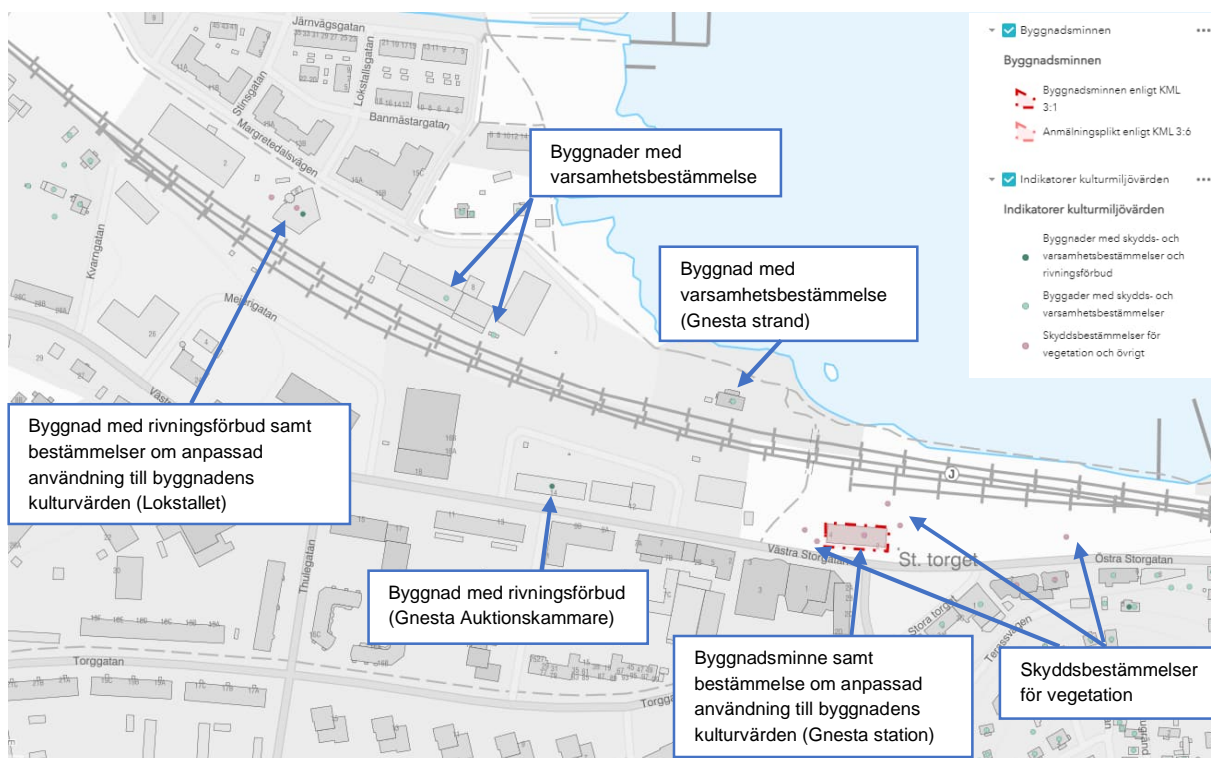 Järnvägsgatan
Stinsgatan
Lokstallsgatan
Banmästargatan
Margretedalsvägen
Kvarngatan
Mejerigatan
Byggnader med
varsamhetsbestämmelse
Byggnad med
varsamhetsbestämmelse
(Gnesta strand)
Byggnad med rivningsförbud samt
bestämmelser om anpassad
användning till byggnadens
kulturvärden (Lokstallet)
Byggnad med rivningsförbud
(Gnesta Auktionskammare)
Byggnadsminne samt
bestämmelse om anpassad
användning till byggnadens
kulturvärden (Gnesta station)
Skyddsbestämmelser
för vegetation
Thulegatan
Torggatan
Västra Storgatan
St. torget
Östra Storgatan
Stora torget
J
Byggnadsminnen
Byggnadsminnen
Byggnadsminnen enligt KML
3:1
Anmälningsplikt enligt KML 3:6
Indikatorer kulturmiljövärden
Indikatorer kulturmiljövärden
Byggnader med skydds- och
varsamhetsbestämmelser och
rivningsförbud
Byggader med skydds- och
varsamhetsbestämmelser
Skyddsbestämmelser för
vegetation och övrigt